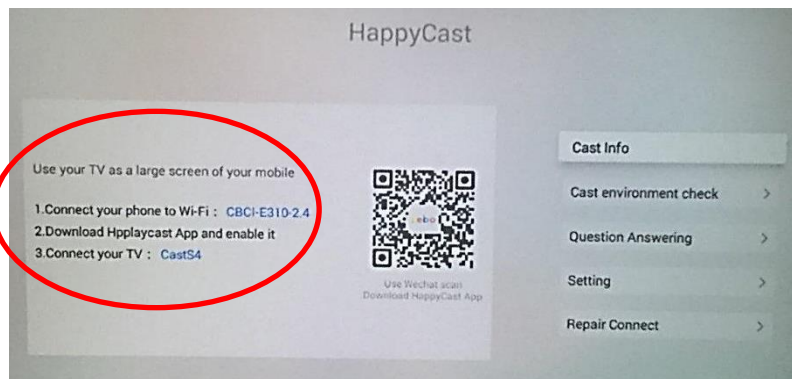 HappyCast
Use your TV as a large screen of your mobile
1.Connect your phone to Wi-Fi： CBCI-E310-2.4
2.Download Hpplaycast App and enable it
3.Connect your TV： CastS4
ebo
Use Wechat scan
Download HappyCast App
Cast Info
Cast environment check
Question Answering
Setting
Repair Connect